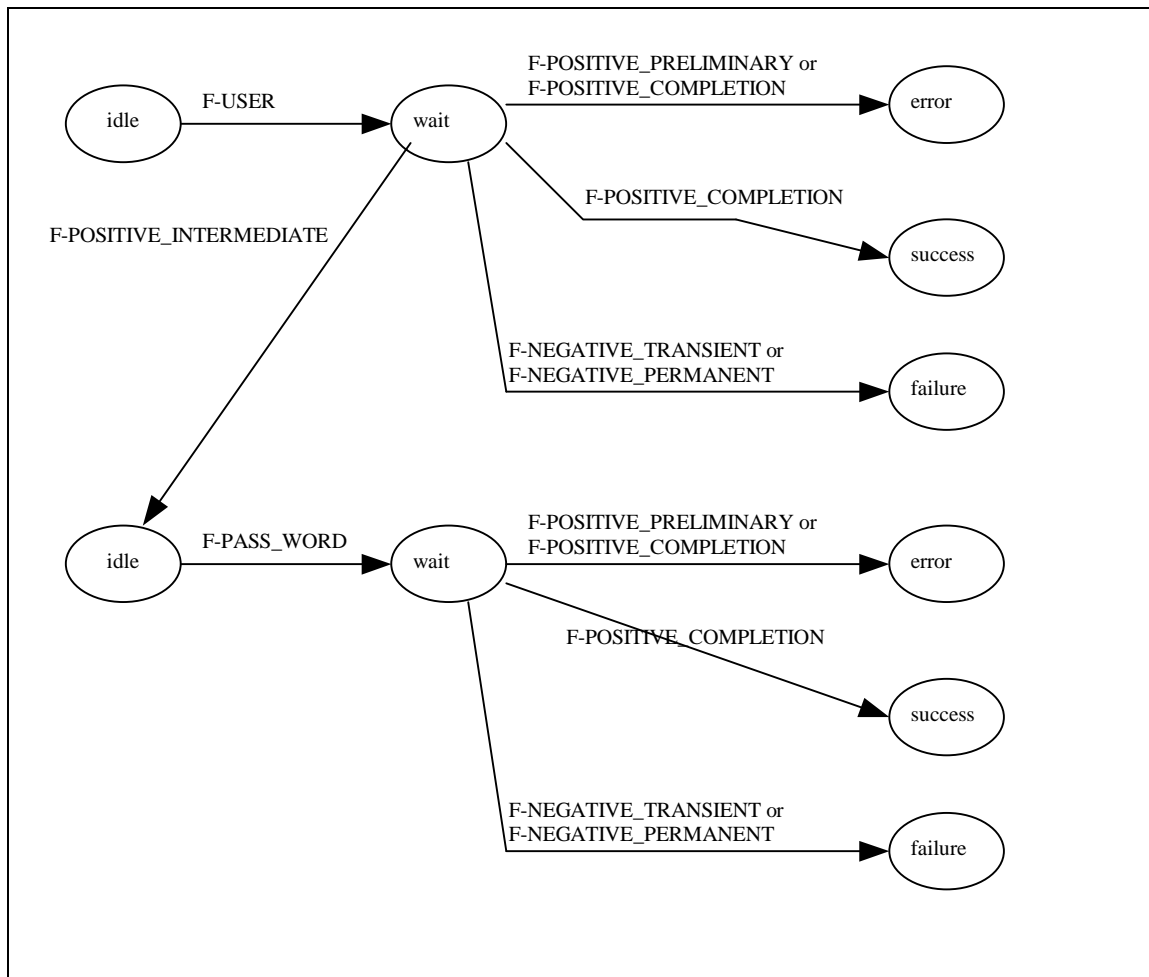 F-POSITIVE_PRELIMINARY or
F-POSITIVE_COMPLETION
F-USER
idle
wait
error
F-POSITIVE_COMPLETION
F-POSITIVE_INTERMEDIATE
success
F-NEGATIVE_TRANSIENT or
F-NEGATIVE_PERMANENT
failure
F-POSITIVE_PRELIMINARY or
F-POSITIVE_COMPLETION
F-PASS_WORD
idle
wait
error
F-POSITIVE_COMPLETION
success
F-NEGATIVE_TRANSIENT or
F-NEGATIVE_PERMANENT
failure